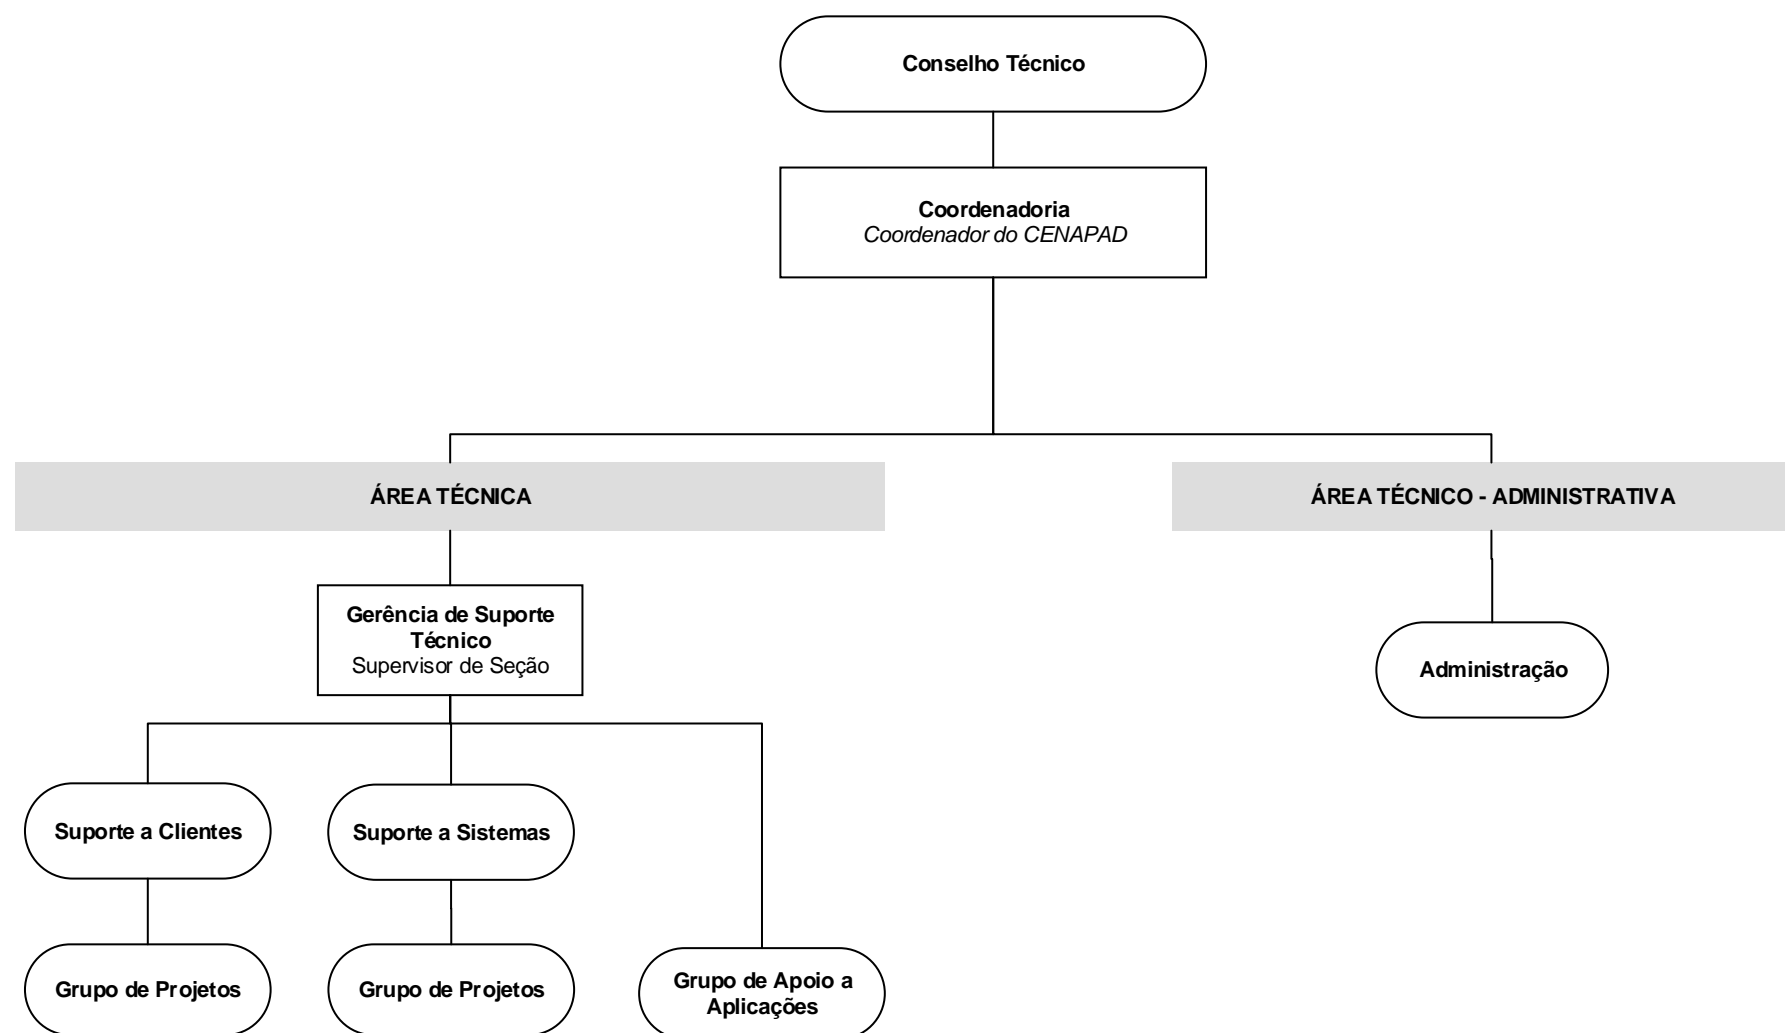 Conselho Técnico
Coordenadoria
Coordenador do CENAPAD
ÁREA TÉCNICA
ÁREA TÉCNICO - ADMINISTRATIVA
Gerência de Suporte
Técnico
Supervisor de Seção
Administração
Suporte a Clientes
Suporte a Sistemas
Grupo de Projetos
Grupo de Projetos
Grupo de Apoio a
Aplicações